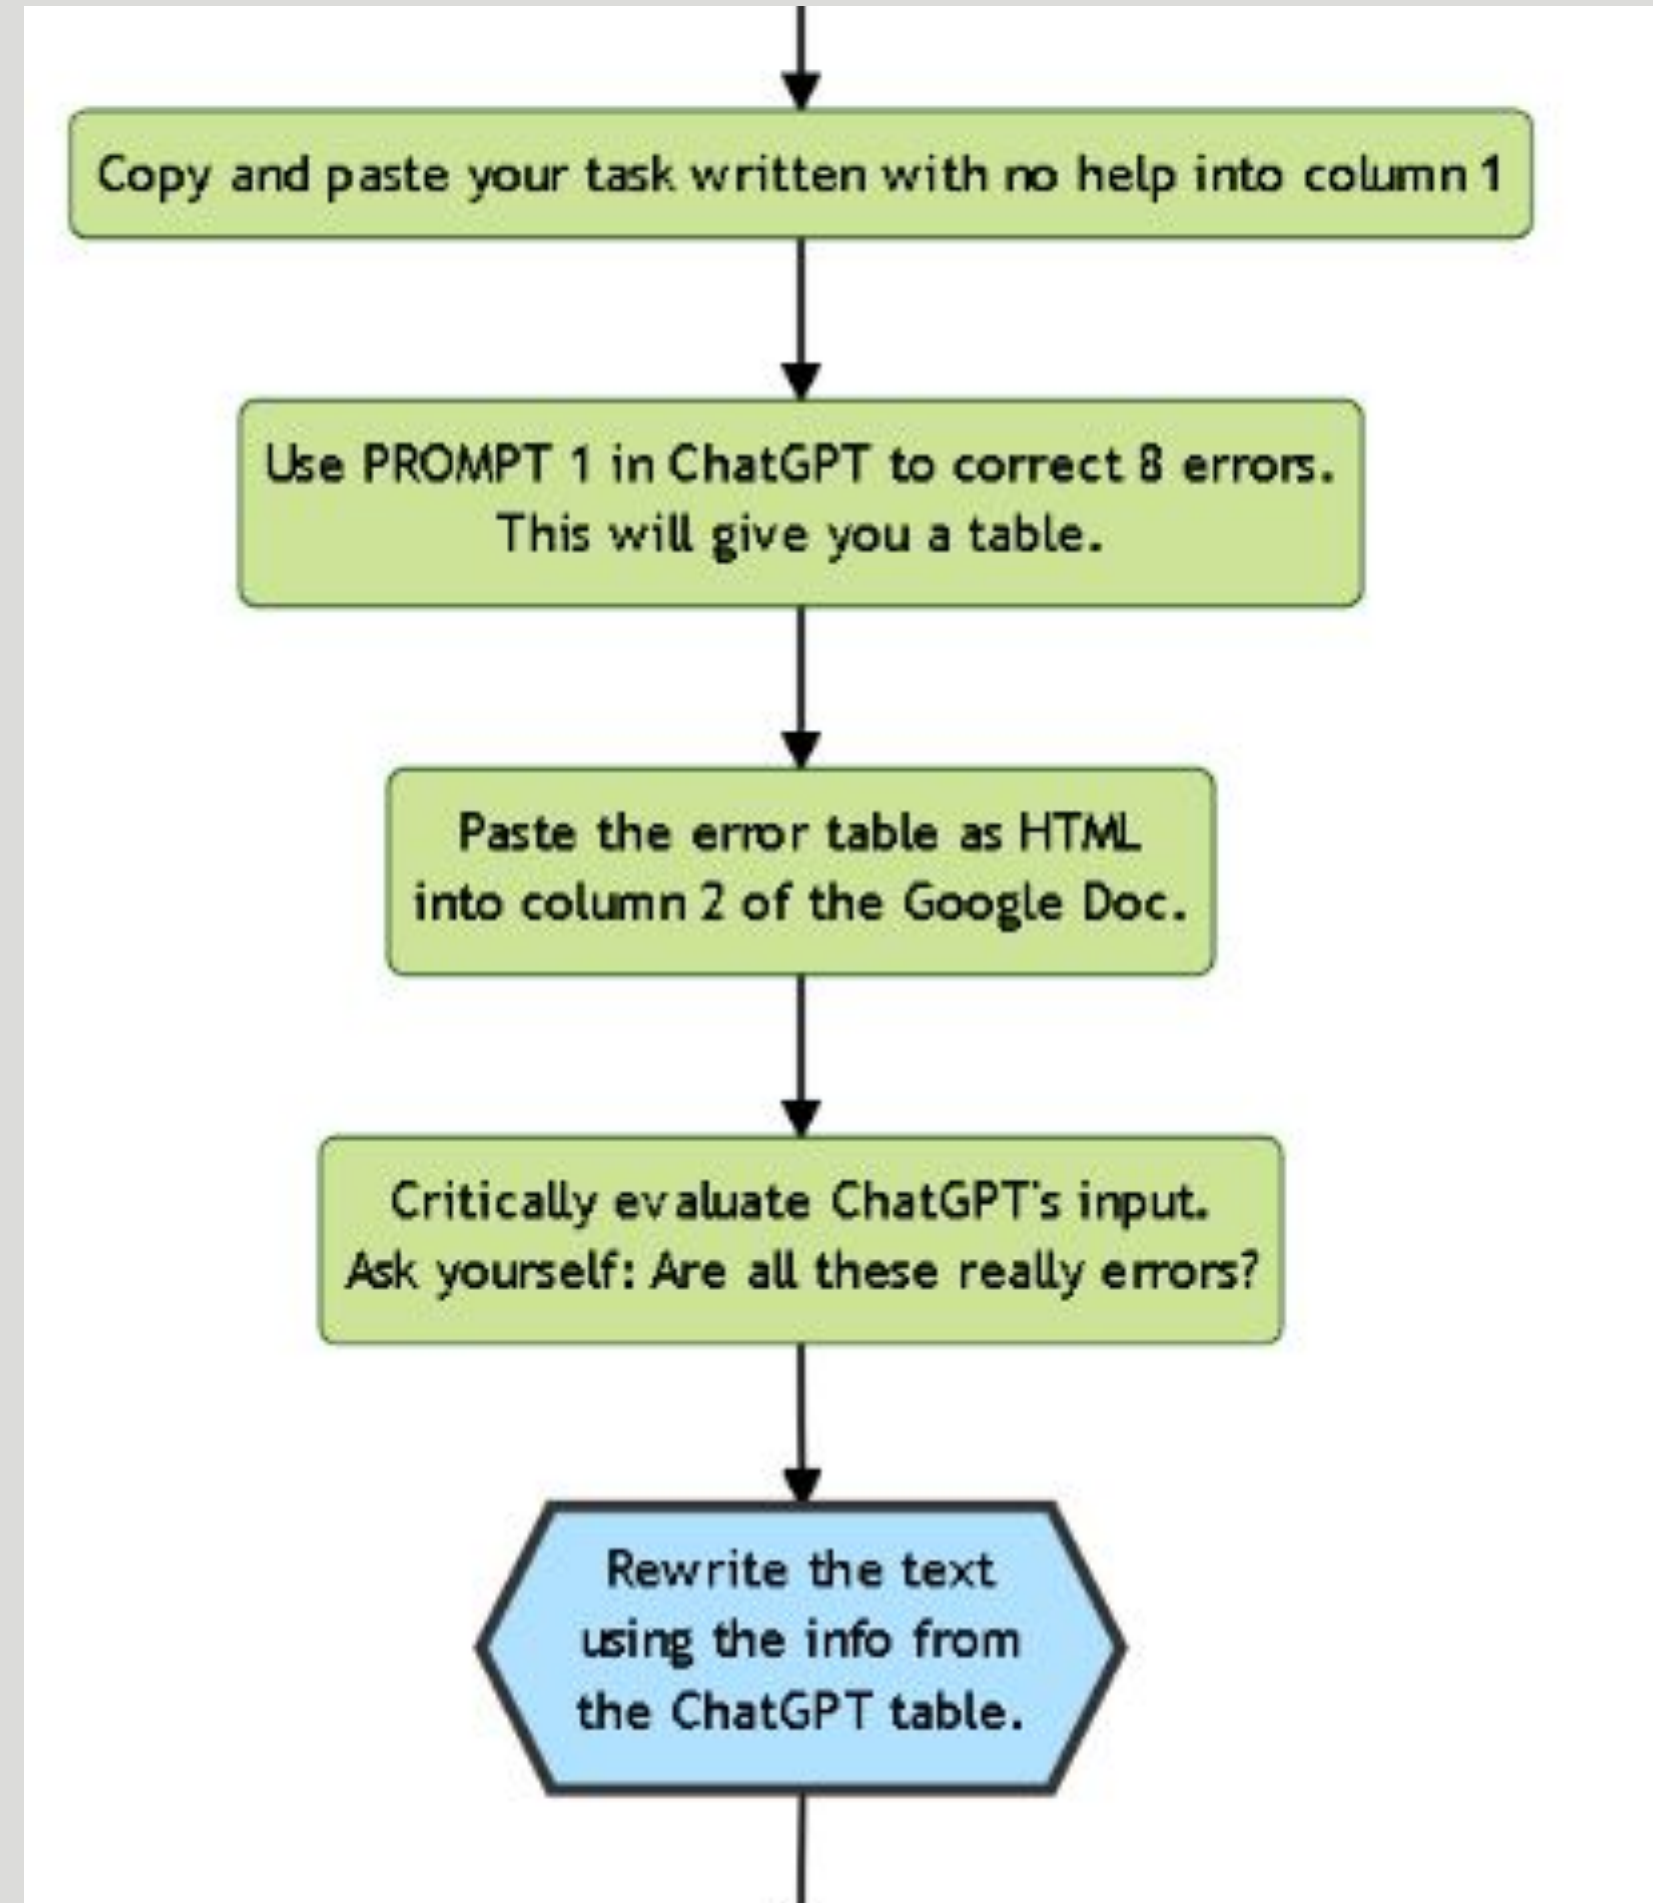 Copy and paste your task written with no help into column 1
Use PROMPT 1 in ChatGPT to correct 8 errors.
This will give you a table.
Paste the error table as HTML
into column 2 of the Google Doc.
Critically evaluate ChatGPT's input.
Ask yourself: Are all these really errors?
Rewrite the text
using the info from
the ChatGPT table.